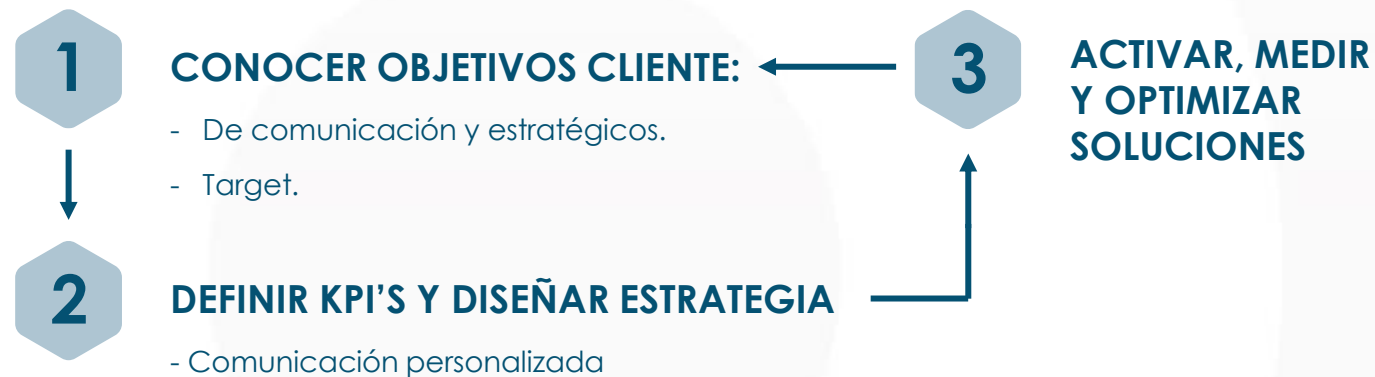 1
CONOCER OBJETIVOS CLIENTE:
- De comunicación y estratégicos.
- Target.
2
DEFINIR KPI'S Y DISEÑAR ESTRATEGIA
- Comunicación personalizada
3
ACTIVAR, MEDIR
Y OPTIMIZAR
SOLUCIONES